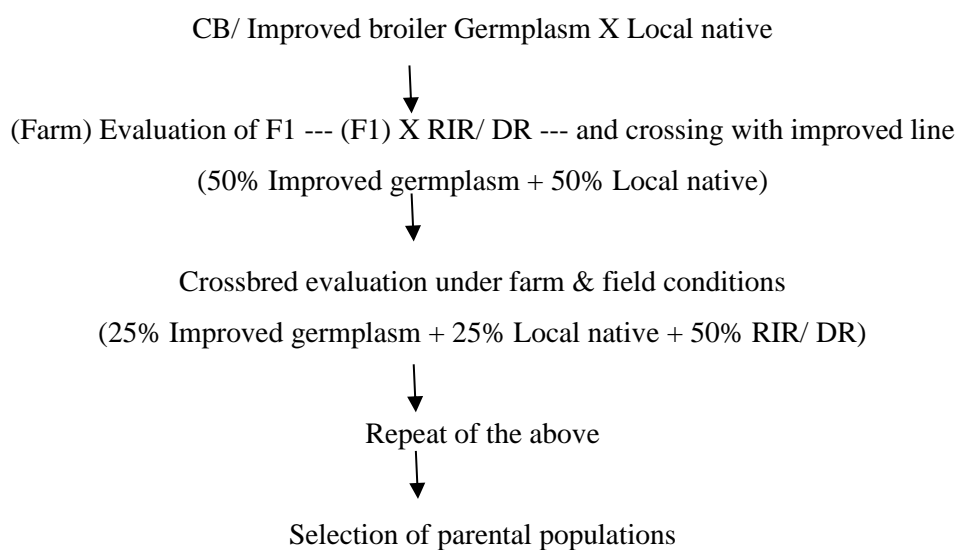 CB/ Improved broiler Germplasm X Local native
(Farm) Evaluation of F1 --- (F1) X RIR/ DR --- and crossing with improved line
(50% Improved germplasm + 50% Local native)
Crossbred evaluation under farm & field conditions
(25% Improved germplasm + 25% Local native + 50% RIR/ DR)
Repeat of the above
Selection of parental populations